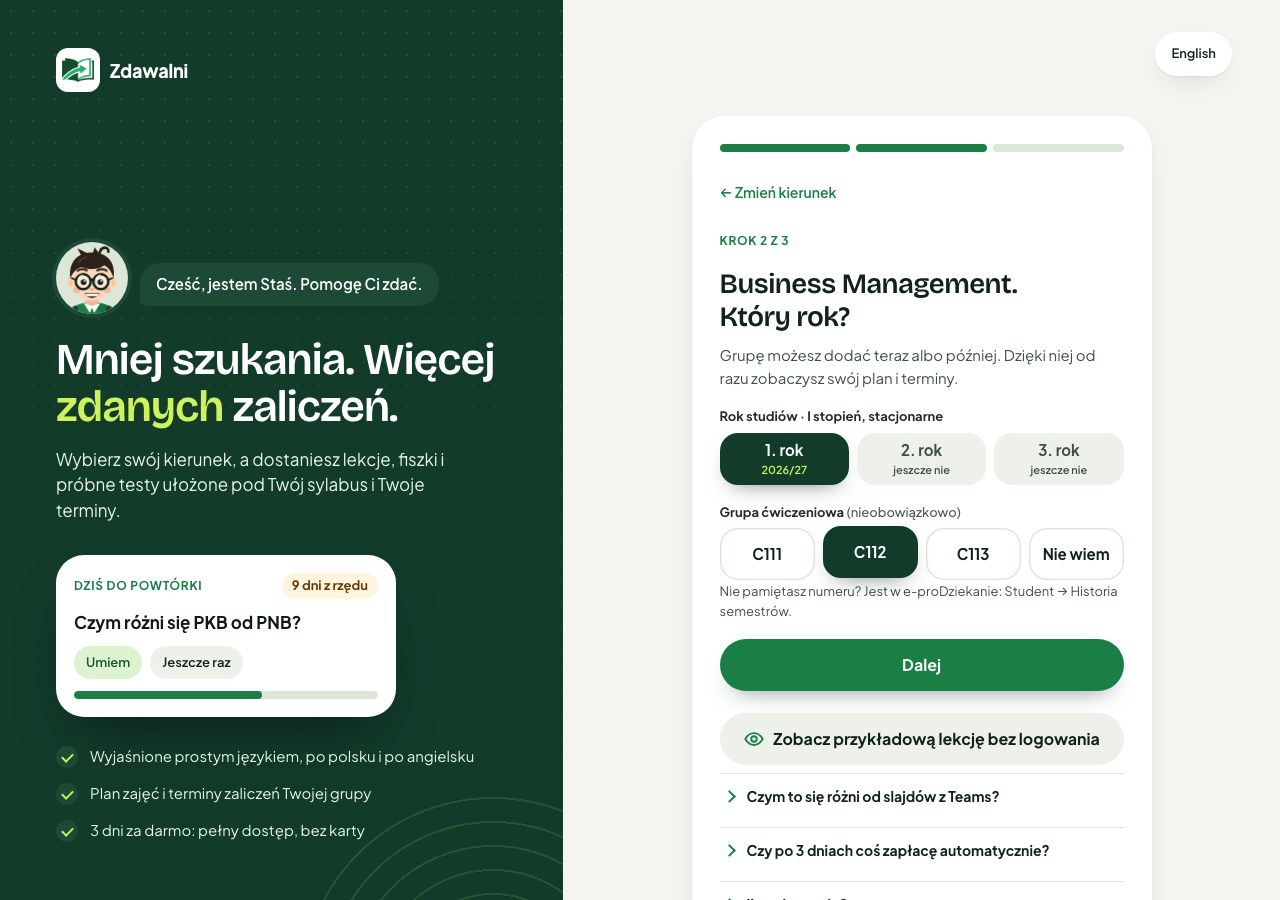 Zdawalni
Cześć, jestem Staś. Pomogę Ci zdać.
Mniej szukania. Więcej
zdanych zaliczeń.
Wybierz swój kierunek, a dostaniesz lekcje, fiszki i
próbne testy ułożone pod Twój sylabus i Twoje
terminy.
DZIŚ DO POWTÓRKI
9 dni z rzędu
Czym różni się PKB od PNB?
Umiem
Jeszcze raz
Wyjaśnione prostym językiem, po polsku i po angielsku
Plan zajęć i terminy zaliczeń Twojej grupy
3 dni za darmo: pełny dostęp, bez karty
English
← Zmień kierunek
KROK 2 Z 3
Business Management.
Który rok?
Grupę możesz dodać teraz albo później. Dzięki niej od
razu zobaczysz swój plan i terminy.
Rok studiów · I stopień, stacjonarne
1. rok
2026/27
2. rok
jeszcze nie
3. rok
jeszcze nie
Grupa ćwiczeniowa (nieobowiązkowo)
C111
C112
C113
Nie wiem
Nie pamiętasz numeru? Jest w e-proDziekanie: Student → Historia
semestrów.
Dalej
Zobacz przykładową lekcję bez logowania
Czym to się różni od slajdów z Teams?
Czy po 3 dniach coś zapłacę automatycznie?